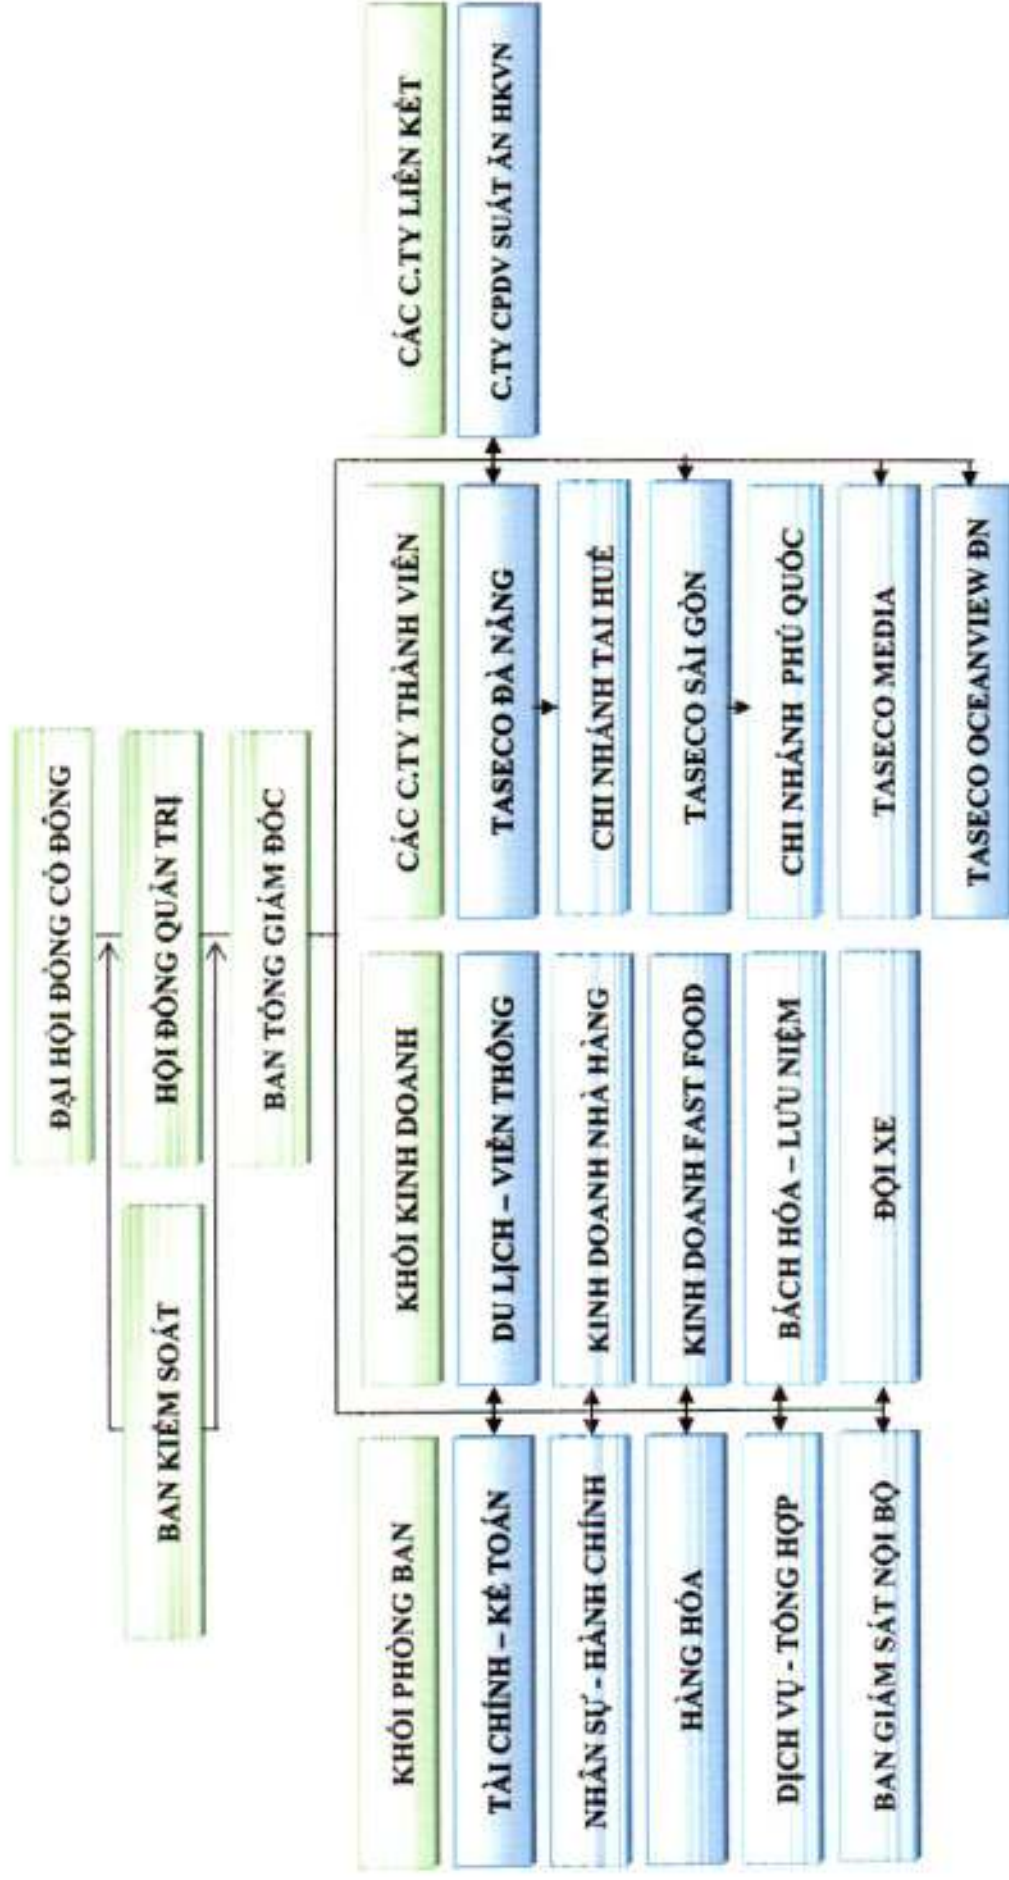 ĐẠI HỘI ĐỒNG CỔ ĐÔNG
BAN KIỂM SOÁT
HỘI ĐỒNG QUẢN TRỊ
BAN TỔNG GIÁM ĐỐC
KHỐI PHÒNG BAN
TÀI CHÍNH – KẾ TOÁN
NHÂN SỰ - HÀNH CHÍNH
HÀNG HÓA
DỊCH VỤ - TỔNG HỢP
BAN GIÁM SÁT NỘI BỘ
KHỐI KINH DOANH
DU LỊCH – VIỄN THÔNG
KINH DOANH NHÀ HÀNG
KINH DOANH FAST FOOD
BÁCH HÓA – LƯU NIỆM
ĐỘI XE
CÁC C.TY THÀNH VIÊN
TASECO ĐÀ NẴNG
CHI NHÁNH TẠI HUẾ
TASECO SÀI GÒN
CHI NHÁNH PHÚ QUỐC
TASECO MEDIA
TASECO OCEANVIEW ĐN
CÁC C.TY LIÊN KẾT
C.TY CPDV SUẤT ĂN HKVN